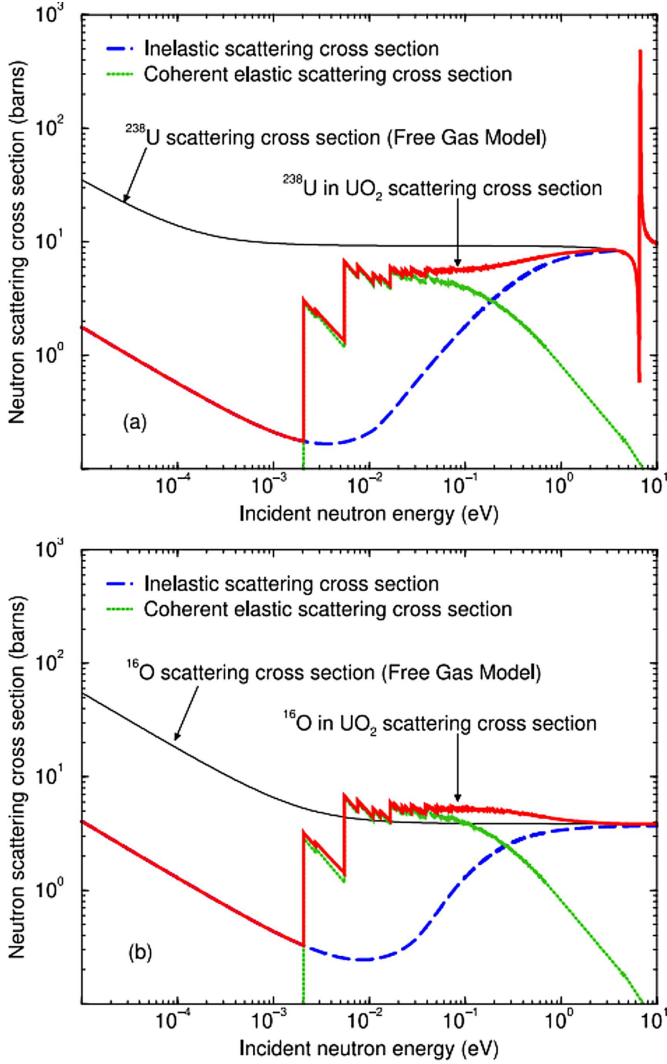 10³
Inelastic scattering cross section
Coherent elastic scattering cross section
²³⁸U scattering cross section (Free Gas Model)
10²
²³⁸U in UO₂ scattering cross section
10¹
10⁰
(a)
Neutron scattering cross section (barns)
10⁻⁴ 10⁻³ 10⁻² 10⁻¹ 10⁰ 10¹
Incident neutron energy (eV)
10³
Inelastic scattering cross section
Coherent elastic scattering cross section
10²
¹⁶O scattering cross section (Free Gas Model)
¹⁶O in UO₂ scattering cross section
10¹
10⁰
(b)
Neutron scattering cross section (barns)
10⁻⁴ 10⁻³ 10⁻² 10⁻¹ 10⁰ 10¹
Incident neutron energy (eV)